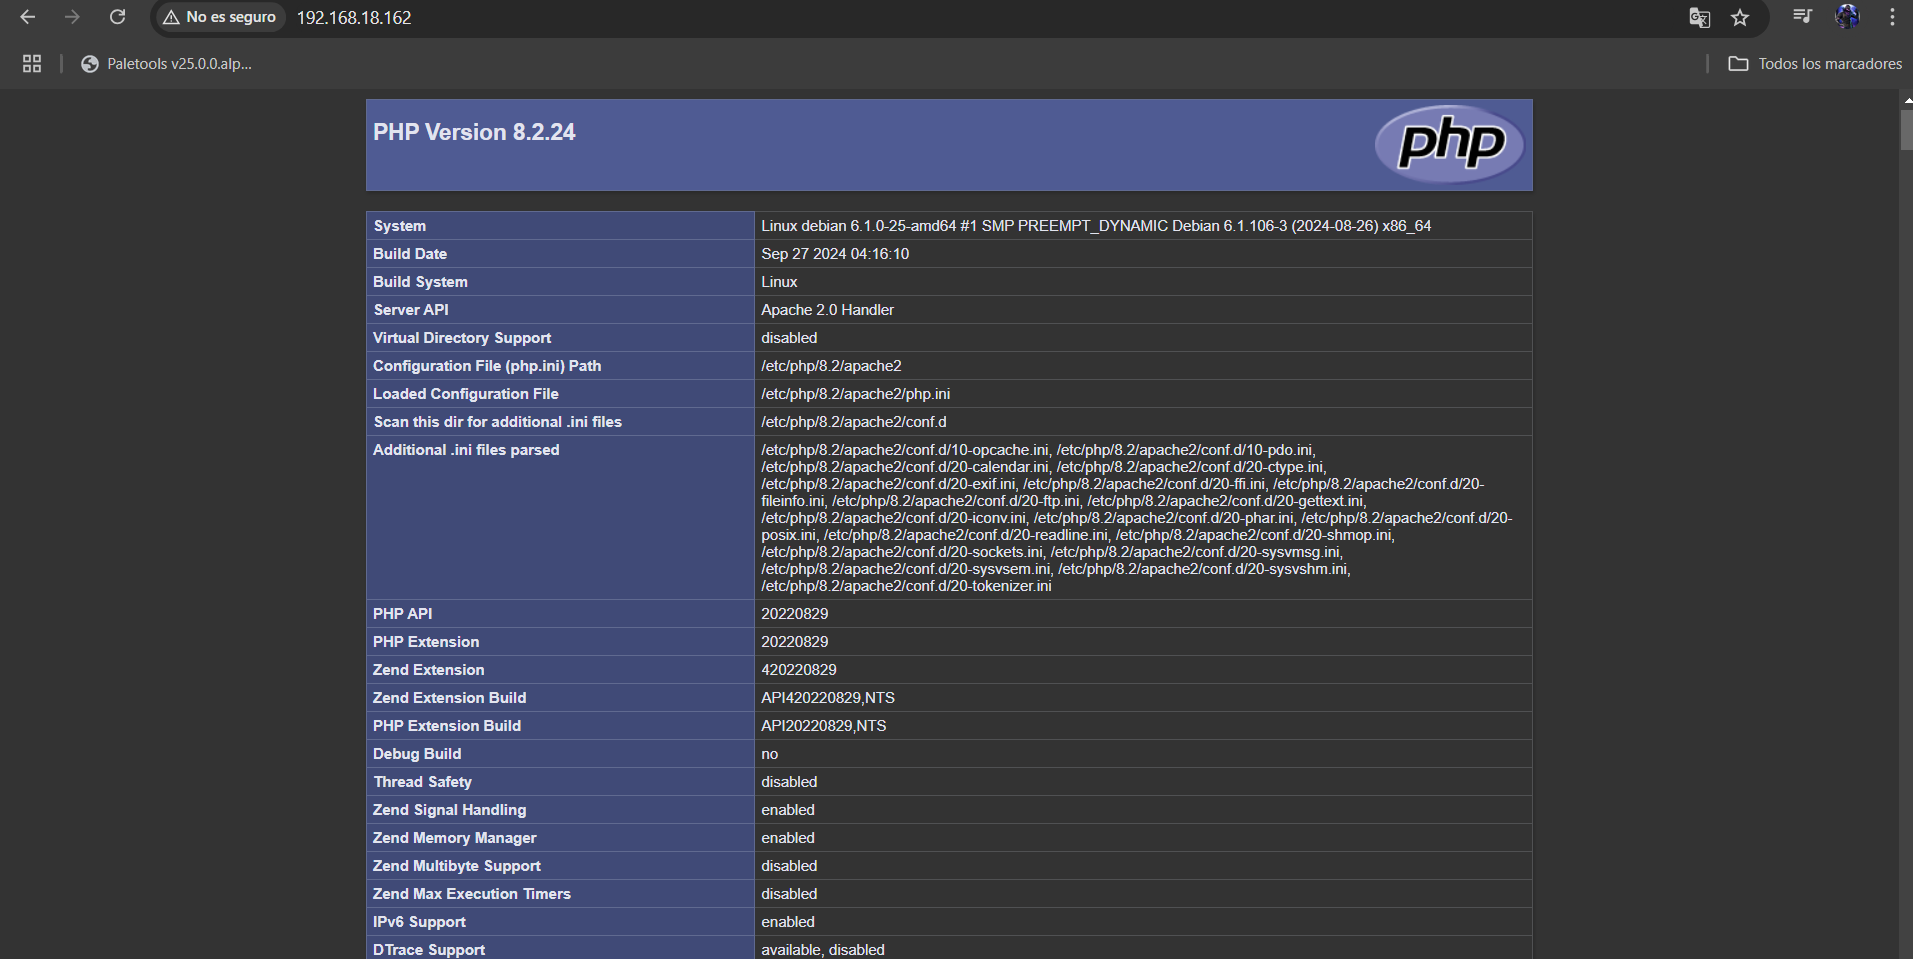 No es seguro 192.168.18.162
Paletools v25.0.0.alp...
Todos los marcadores
PHP Version 8.2.24
php
System Linux debian 6.1.0-25-amd64 #1 SMP PREEMPT_DYNAMIC Debian 6.1.106-3 (2024-08-26) x86_64
Build Date Sep 27 2024 04:16:10
Build System Linux
Server API Apache 2.0 Handler
Virtual Directory Support disabled
Configuration File (php.ini) Path /etc/php/8.2/apache2
Loaded Configuration File /etc/php/8.2/apache2/php.ini
Scan this dir for additional .ini files /etc/php/8.2/apache2/conf.d
Additional .ini files parsed /etc/php/8.2/apache2/conf.d/10-opcache.ini, /etc/php/8.2/apache2/conf.d/10-pdo.ini,
/etc/php/8.2/apache2/conf.d/20-calendar.ini, /etc/php/8.2/apache2/conf.d/20-ctype.ini,
/etc/php/8.2/apache2/conf.d/20-exif.ini, /etc/php/8.2/apache2/conf.d/20-ffi.ini, /etc/php/8.2/apache2/conf.d/20-
fileinfo.ini, /etc/php/8.2/apache2/conf.d/20-ftp.ini, /etc/php/8.2/apache2/conf.d/20-gettext.ini,
/etc/php/8.2/apache2/conf.d/20-iconv.ini, /etc/php/8.2/apache2/conf.d/20-phar.ini, /etc/php/8.2/apache2/conf.d/20-
posix.ini, /etc/php/8.2/apache2/conf.d/20-readline.ini, /etc/php/8.2/apache2/conf.d/20-shmop.ini,
/etc/php/8.2/apache2/conf.d/20-sockets.ini, /etc/php/8.2/apache2/conf.d/20-sysvmsg.ini,
/etc/php/8.2/apache2/conf.d/20-sysvsem.ini, /etc/php/8.2/apache2/conf.d/20-sysvshm.ini,
/etc/php/8.2/apache2/conf.d/20-tokenizer.ini
PHP API 20220829
PHP Extension 20220829
Zend Extension 420220829
Zend Extension Build API420220829,NTS
PHP Extension Build API20220829,NTS
Debug Build no
Thread Safety disabled
Zend Signal Handling enabled
Zend Memory Manager enabled
Zend Multibyte Support disabled
Zend Max Execution Timers disabled
IPv6 Support enabled
DTrace Support available, disabled